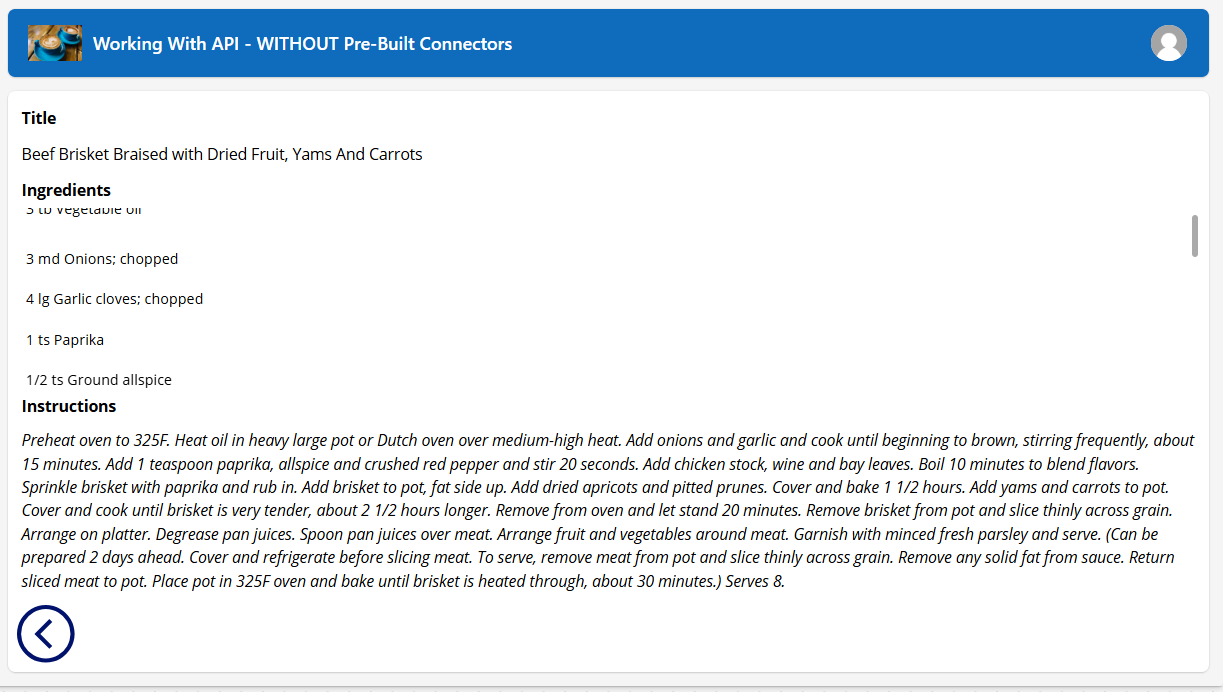 Working With API - WITHOUT Pre-Built Connectors
Title
Beef Brisket Braised with Dried Fruit, Yams And Carrots
Ingredients
3 tb Vegetable oil
3 md Onions; chopped
4 lg Garlic cloves; chopped
1 ts Paprika
1/2 ts Ground allspice
Instructions
Preheat oven to 325F. Heat oil in heavy large pot or Dutch oven over medium-high heat. Add onions and garlic and cook until beginning to brown, stirring frequently, about
15 minutes. Add 1 teaspoon paprika, allspice and crushed red pepper and stir 20 seconds. Add chicken stock, wine and bay leaves. Boil 10 minutes to blend flavors.
Sprinkle brisket with paprika and rub in. Add brisket to pot, fat side up. Add dried apricots and pitted prunes. Cover and bake 1 1/2 hours. Add yams and carrots to pot.
Cover and cook until brisket is very tender, about 2 1/2 hours longer. Remove from oven and let stand 20 minutes. Remove brisket from pot and slice thinly across grain.
Arrange on platter. Degrease pan juices. Spoon pan juices over meat. Arrange fruit and vegetables around meat. Garnish with minced fresh parsley and serve. (Can be
prepared 2 days ahead. Cover and refrigerate before slicing meat. To serve, remove meat from pot and slice thinly across grain. Remove any solid fat from sauce. Return
sliced meat to pot. Place pot in 325F oven and bake until brisket is heated through, about 30 minutes.) Serves 8.